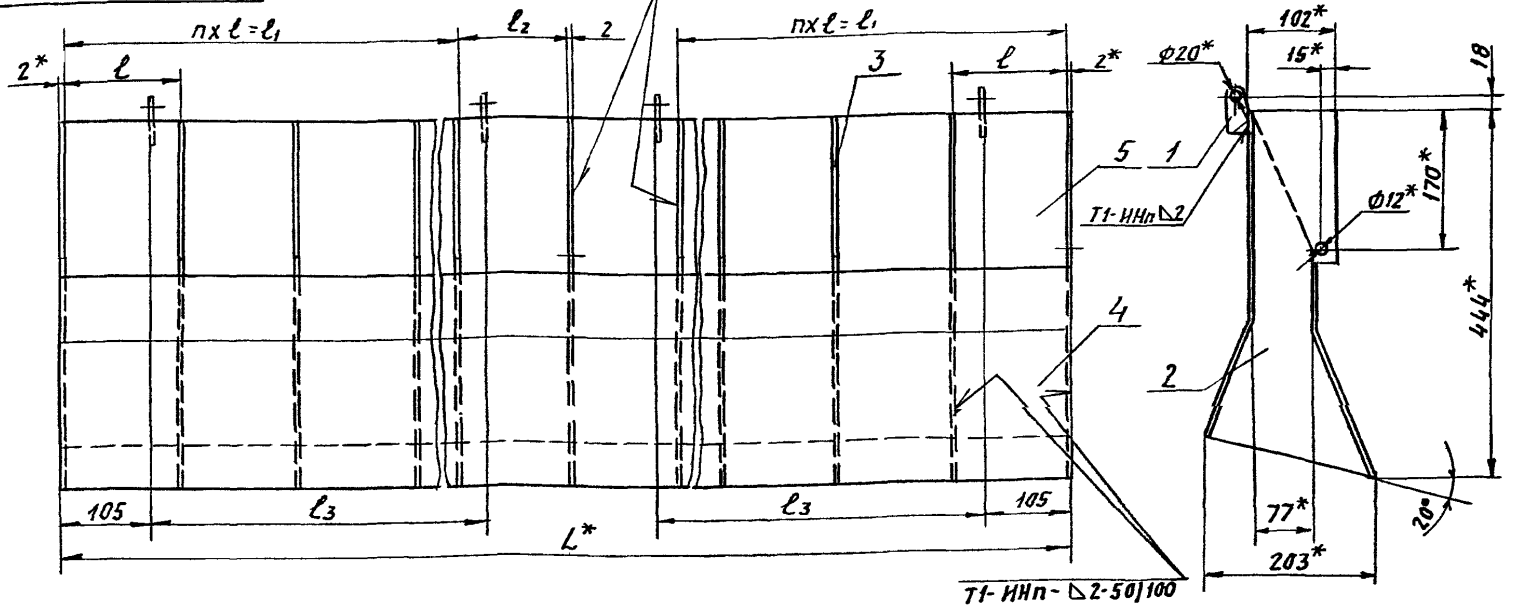 n x l = l₁
l₂
2
n x l = l₁
102*
2*
l
3
l
2*
Φ20*
15*
18
5
1
170*
T1-ИНп ◺2
Φ12*
444*
4
2
105
l₃
l₃
105
77*
20°
L*
203*
T1-ИНп-◺2-50/100